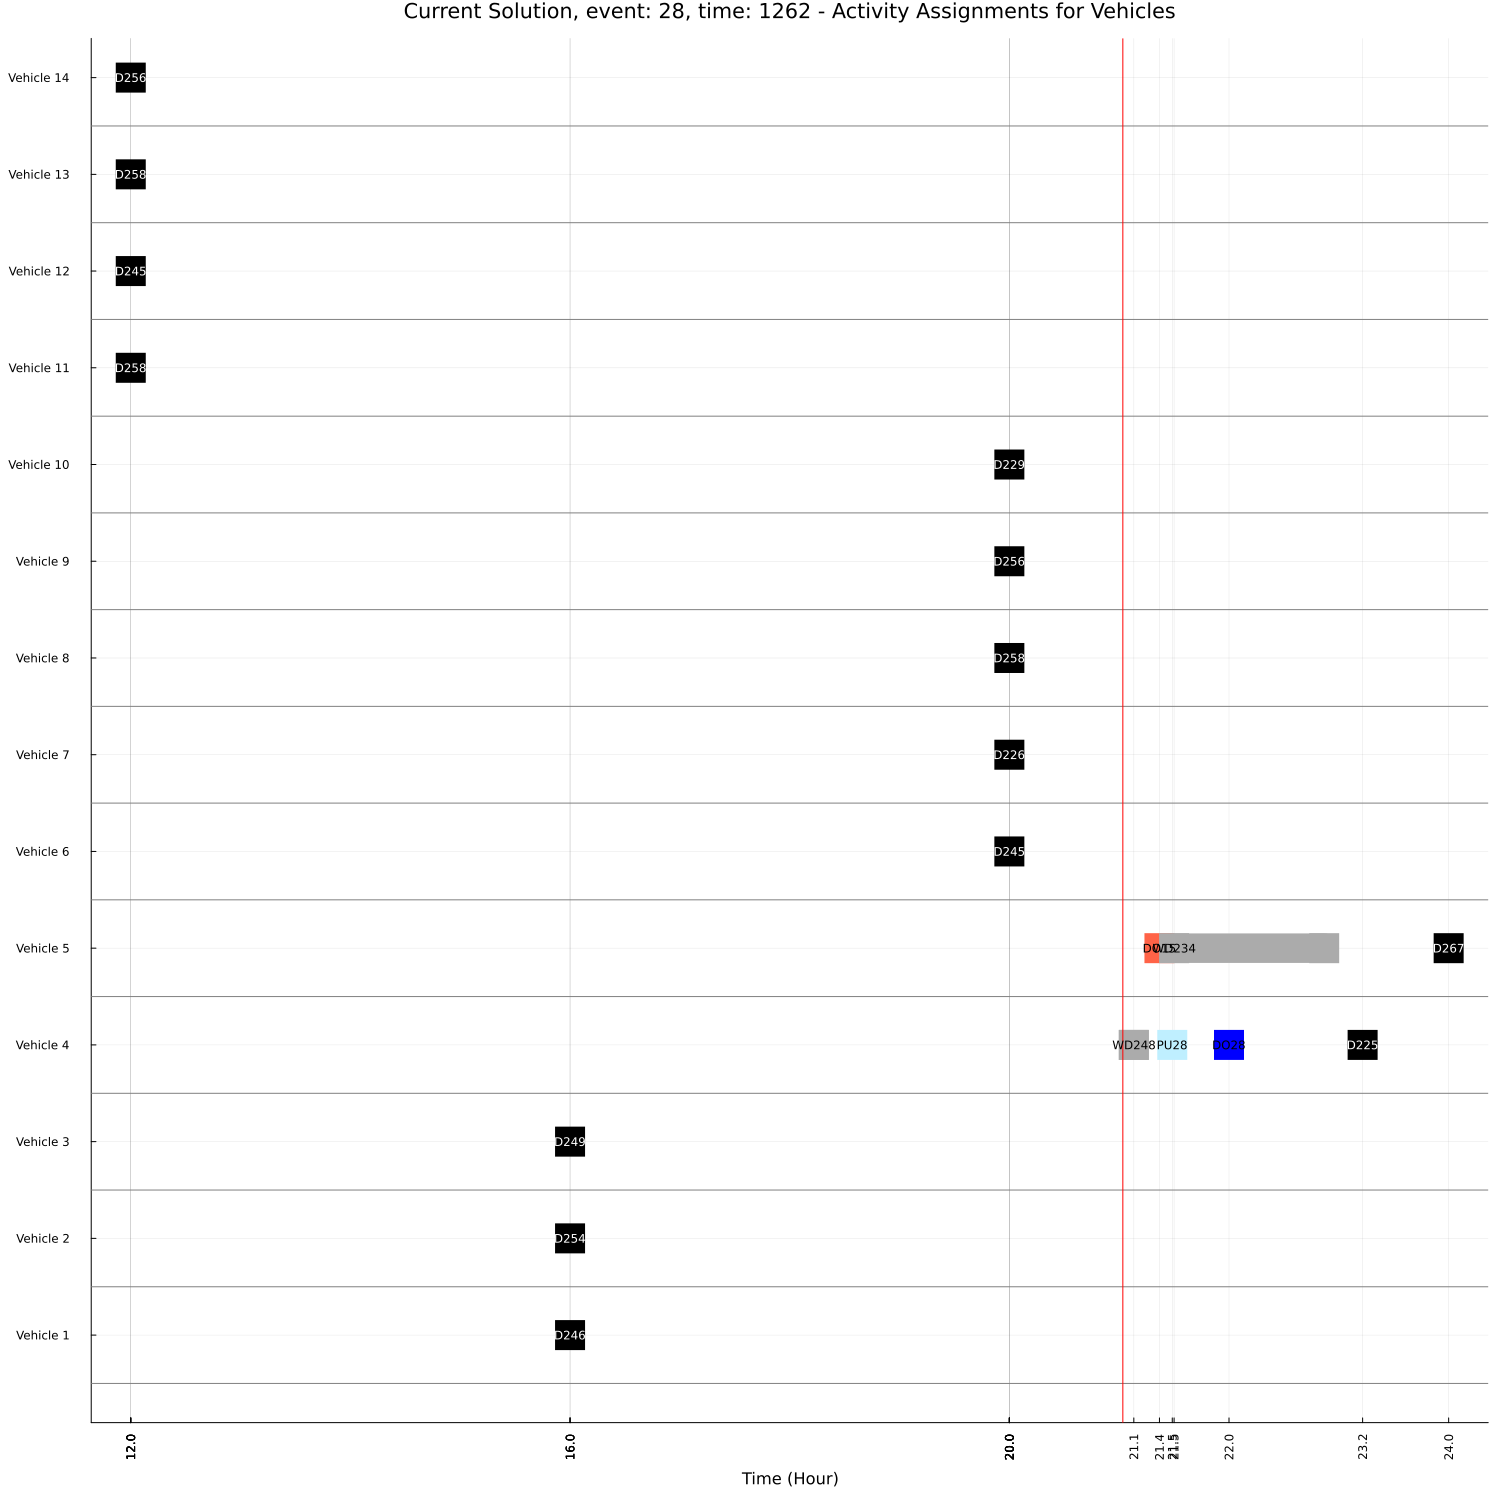 Current Solution, event: 28, time: 1262 - Activity Assignments for Vehicles
Vehicle 14
D256
Vehicle 13
D258
Vehicle 12
D245
Vehicle 11
D258
Vehicle 10
D229
Vehicle 9
D256
Vehicle 8
D258
Vehicle 7
D226
Vehicle 6
D245
Vehicle 5
WD234
D267
Vehicle 4
WD248
PU28
DO28
D225
Vehicle 3
D249
Vehicle 2
D254
Vehicle 1
D246
12.0
16.0
20.0
21.1
21.4
21.5
22.0
23.2
24.0
Time (Hour)